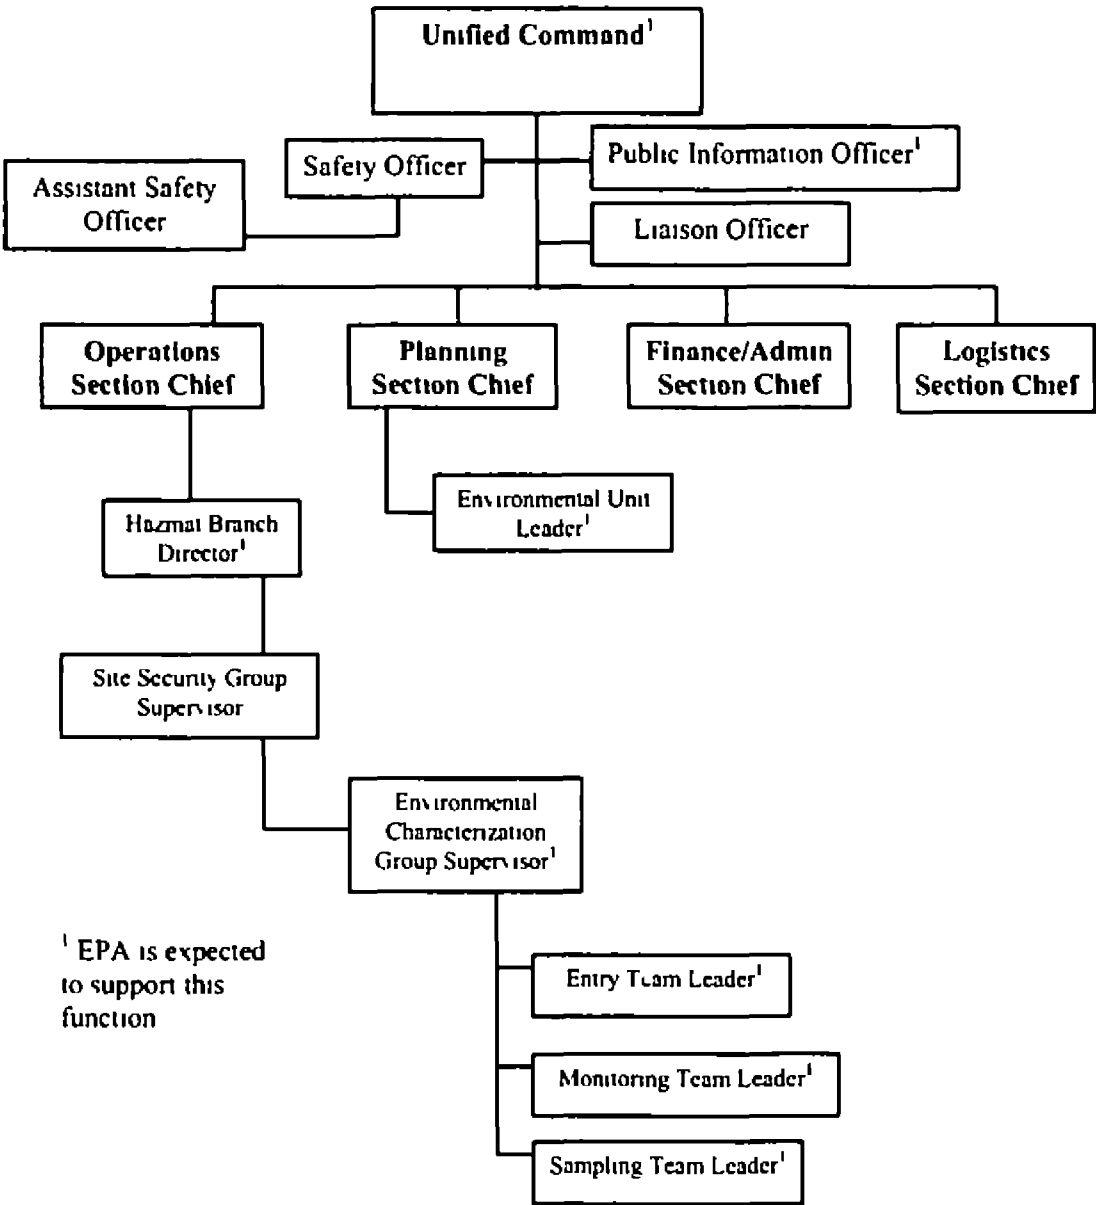 Unified Command¹
Safety Officer
Public Information Officer¹
Assistant Safety
Officer
Liaison Officer
Operations
Section Chief
Planning
Section Chief
Finance/Admin
Section Chief
Logistics
Section Chief
Environmental Unit
Leader¹
Hazmat Branch
Director¹
Site Security Group
Supervisor
Environmental
Characterization
Group Supervisor¹
¹ EPA is expected
to support this
function
Entry Team Leader¹
Monitoring Team Leader¹
Sampling Team Leader¹